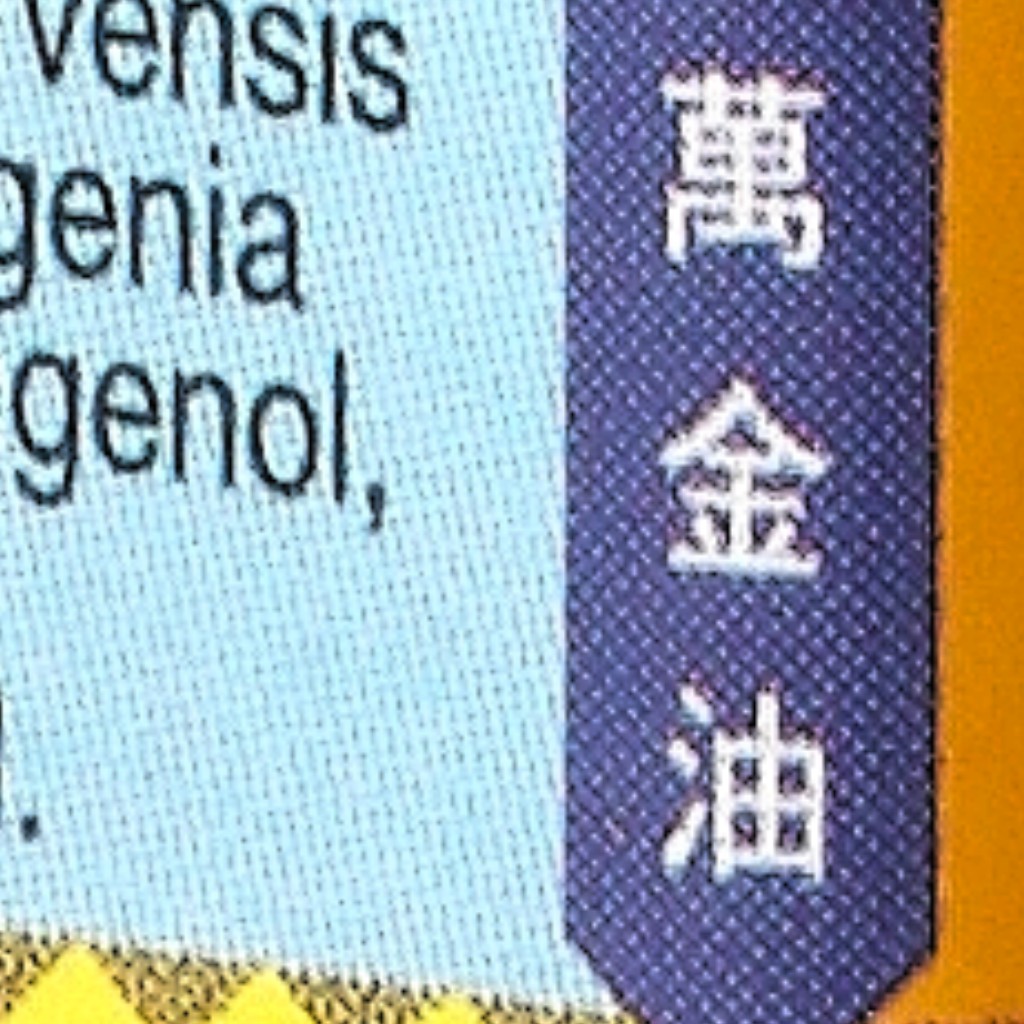 vensis
genia
genol,
.
萬
金
油